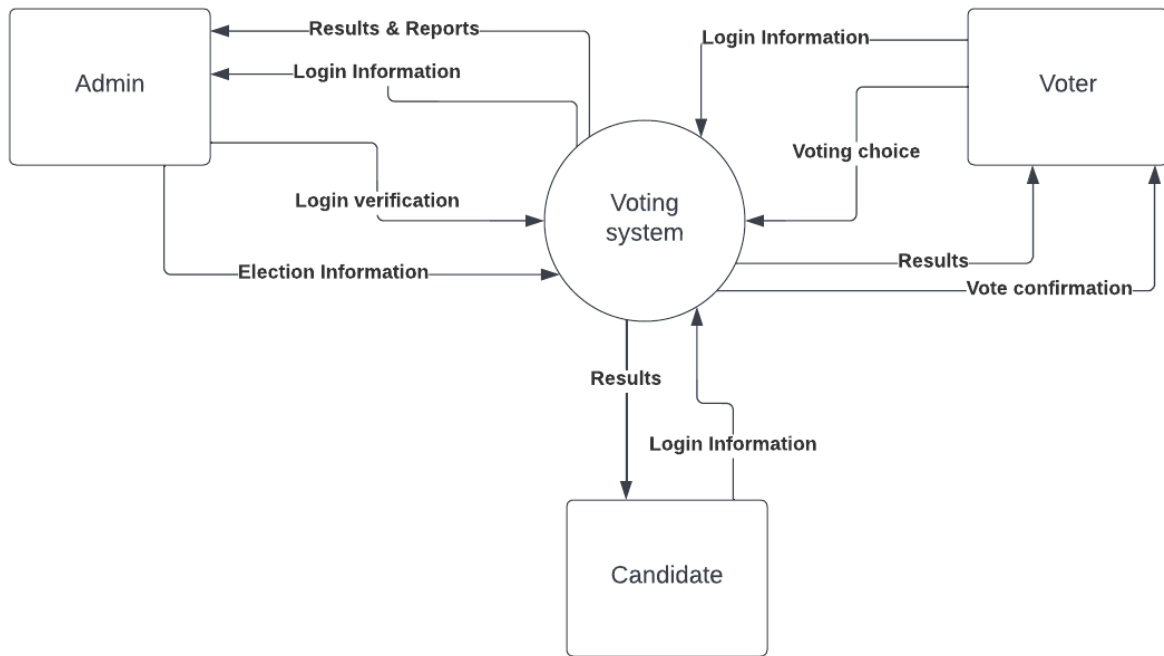 Results & Reports
Login Information
Admin
Login verification
Election Information
Voting
system
Login Information
Voter
Voting choice
Results
Vote confirmation
Results
Login Information
Candidate